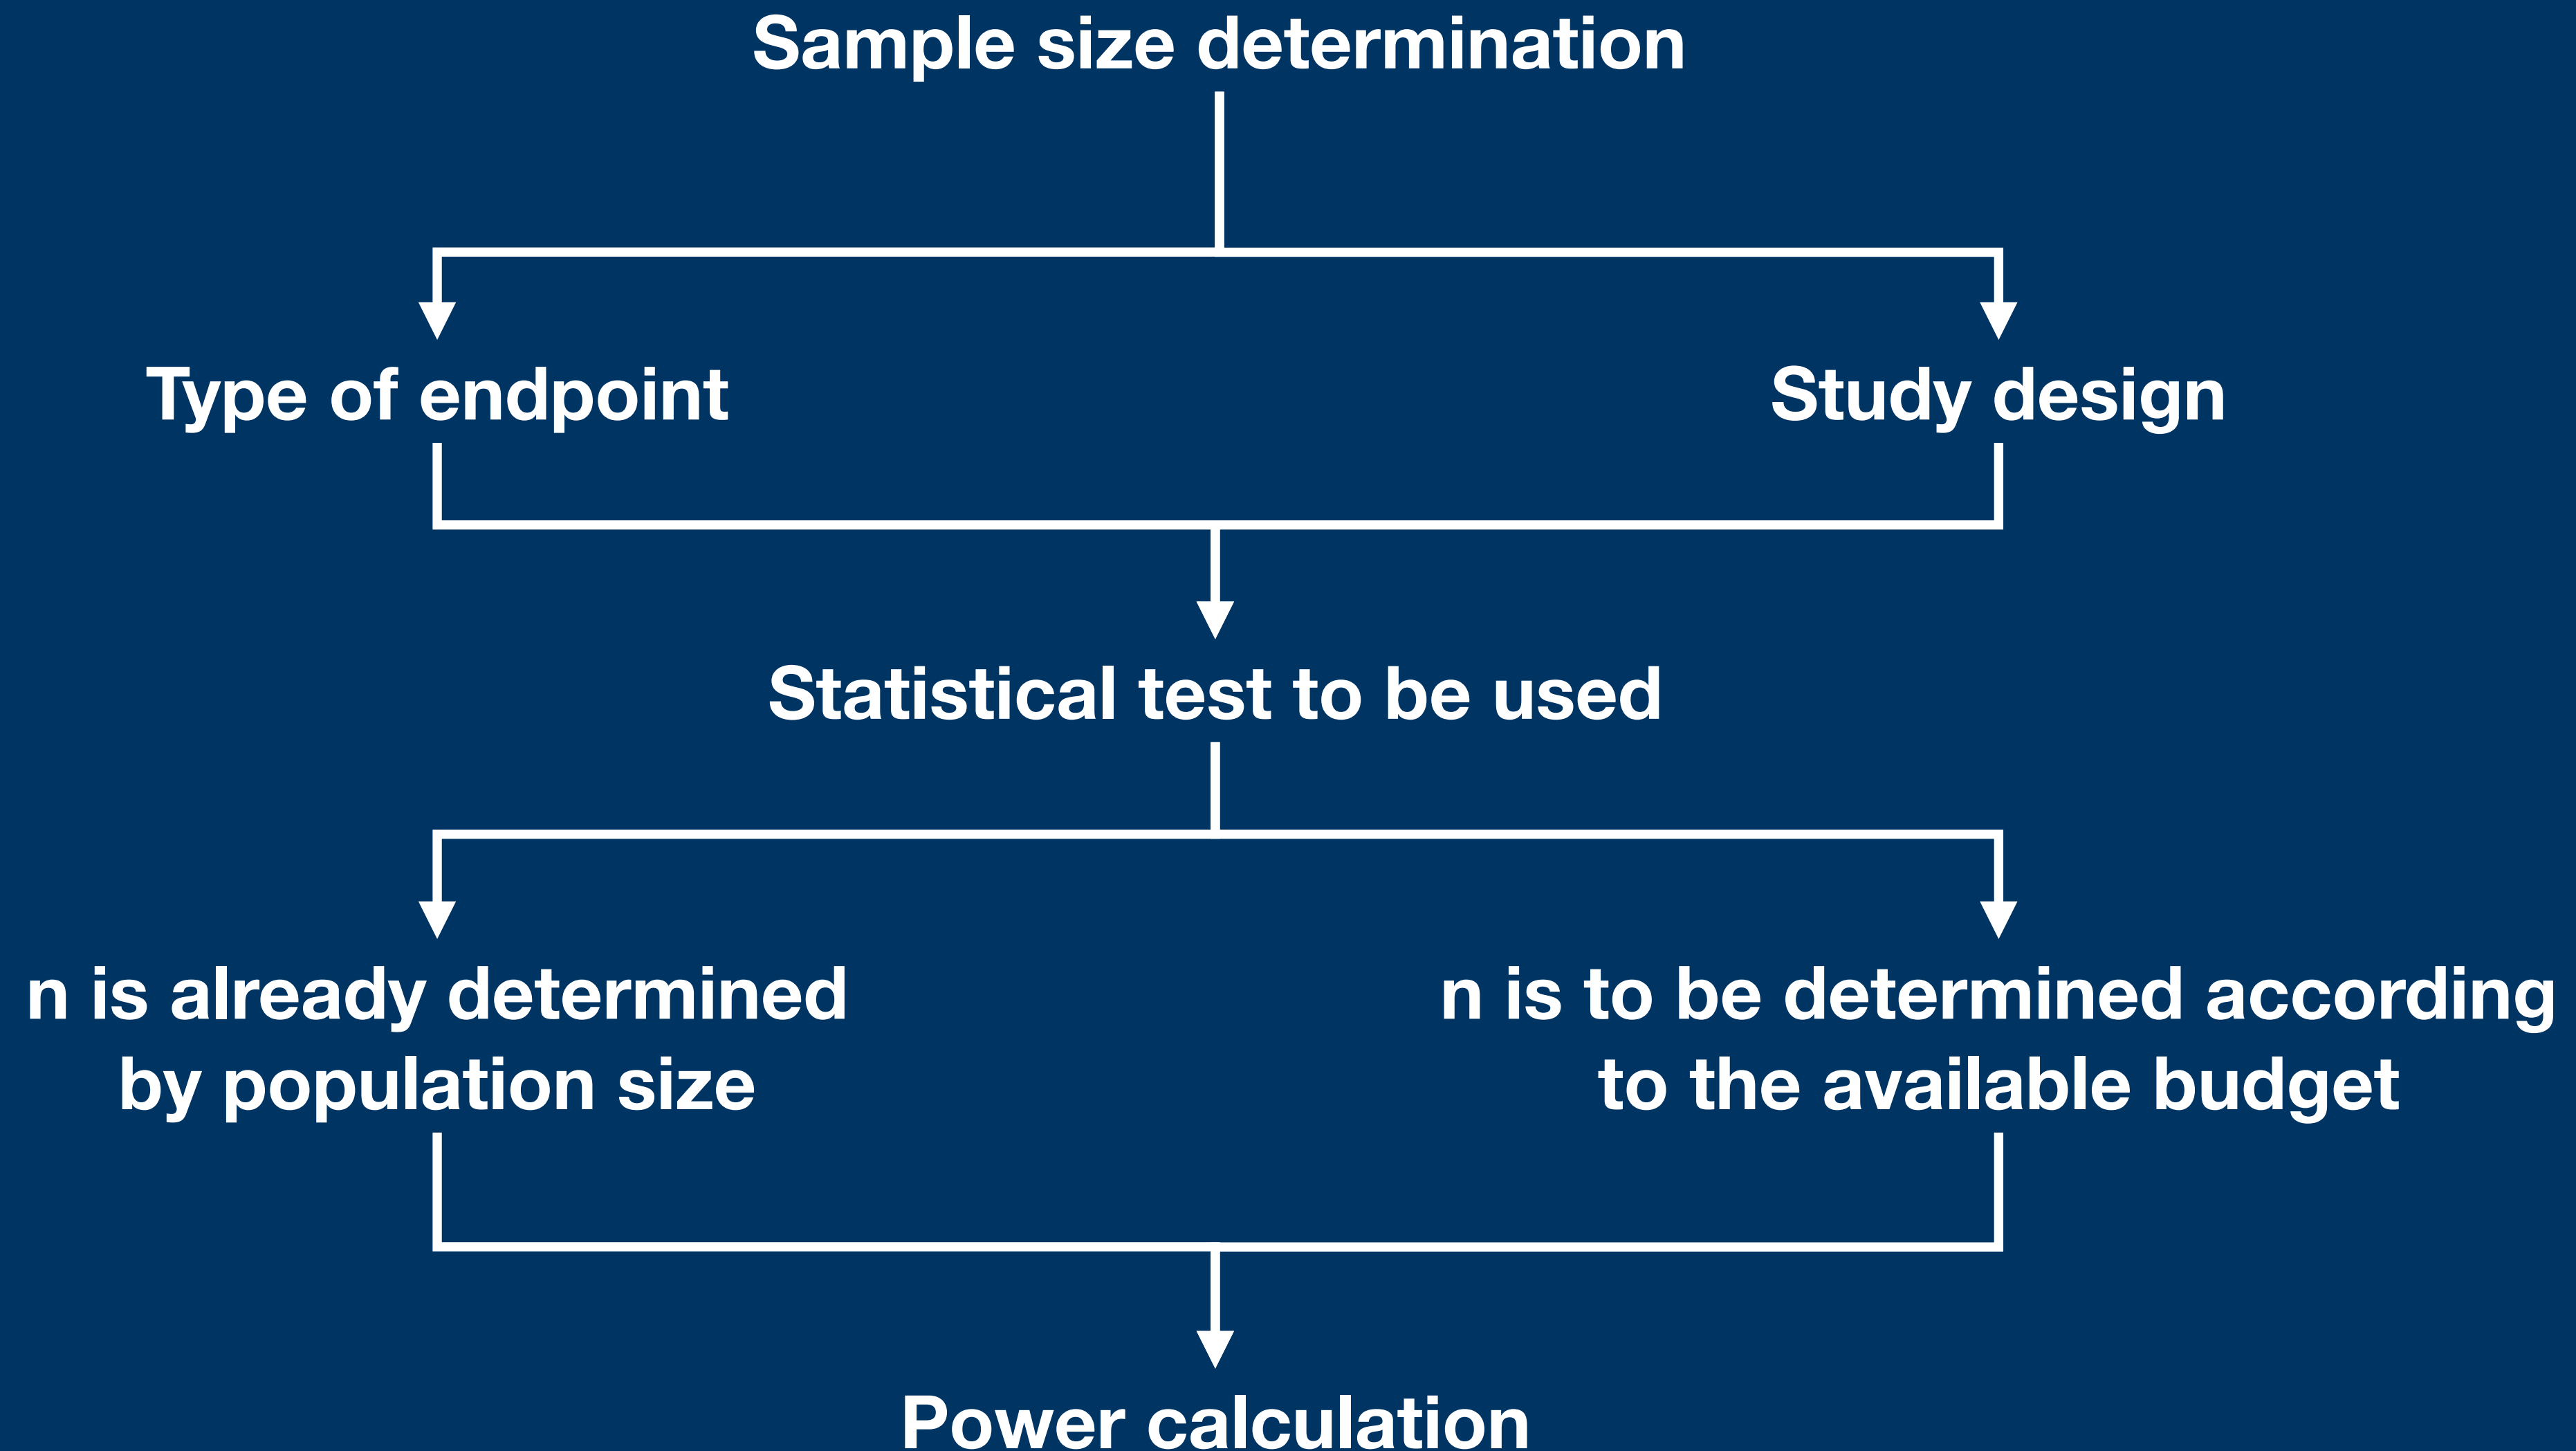 Sample size determination
Type of endpoint
Study design
Statistical test to be used
n is already determined
by population size
n is to be determined according
to the available budget
Power calculation